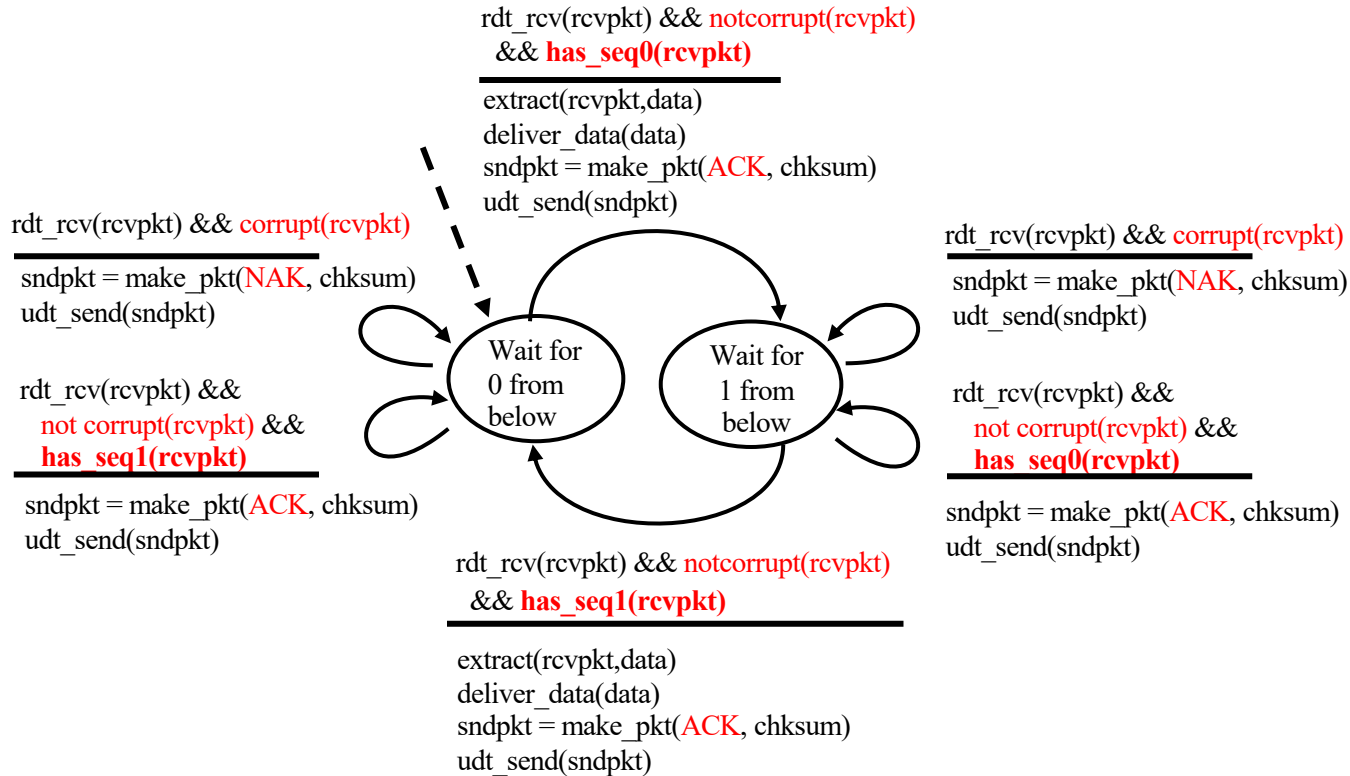 rdt_rcv(rcvpkt) && notcorrupt(rcvpkt)
&& has_seq0(rcvpkt)
extract(rcvpkt,data)
deliver_data(data)
sndpkt = make_pkt(ACK, chksum)
udt_send(sndpkt)
rdt_rcv(rcvpkt) && corrupt(rcvpkt)
sndpkt = make_pkt(NAK, chksum)
udt_send(sndpkt)
rdt_rcv(rcvpkt) &&
not corrupt(rcvpkt) &&
has_seq1(rcvpkt)
sndpkt = make_pkt(ACK, chksum)
udt_send(sndpkt)
Wait for
0 from
below
Wait for
1 from
below
rdt_rcv(rcvpkt) && corrupt(rcvpkt)
sndpkt = make_pkt(NAK, chksum)
udt_send(sndpkt)
rdt_rcv(rcvpkt) &&
not corrupt(rcvpkt) &&
has_seq0(rcvpkt)
sndpkt = make_pkt(ACK, chksum)
udt_send(sndpkt)
rdt_rcv(rcvpkt) && notcorrupt(rcvpkt)
&& has_seq1(rcvpkt)
extract(rcvpkt,data)
deliver_data(data)
sndpkt = make_pkt(ACK, chksum)
udt_send(sndpkt)